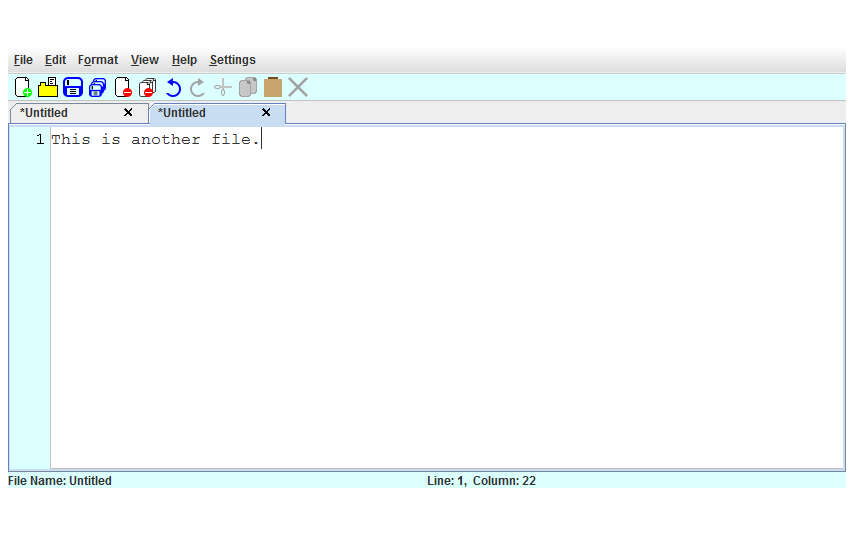 File Edit Format View Help Settings
*Untitled × *Untitled ×
1 This is another file.
File Name: Untitled Line: 1, Column: 22